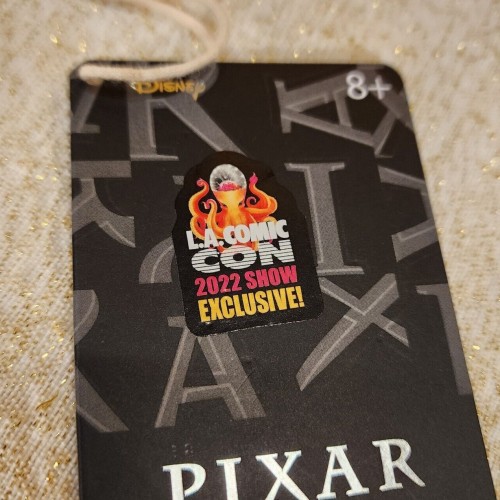 Disney
8+
L.A. COMIC
CON
2022 SHOW
EXCLUSIVE!
PIXAR